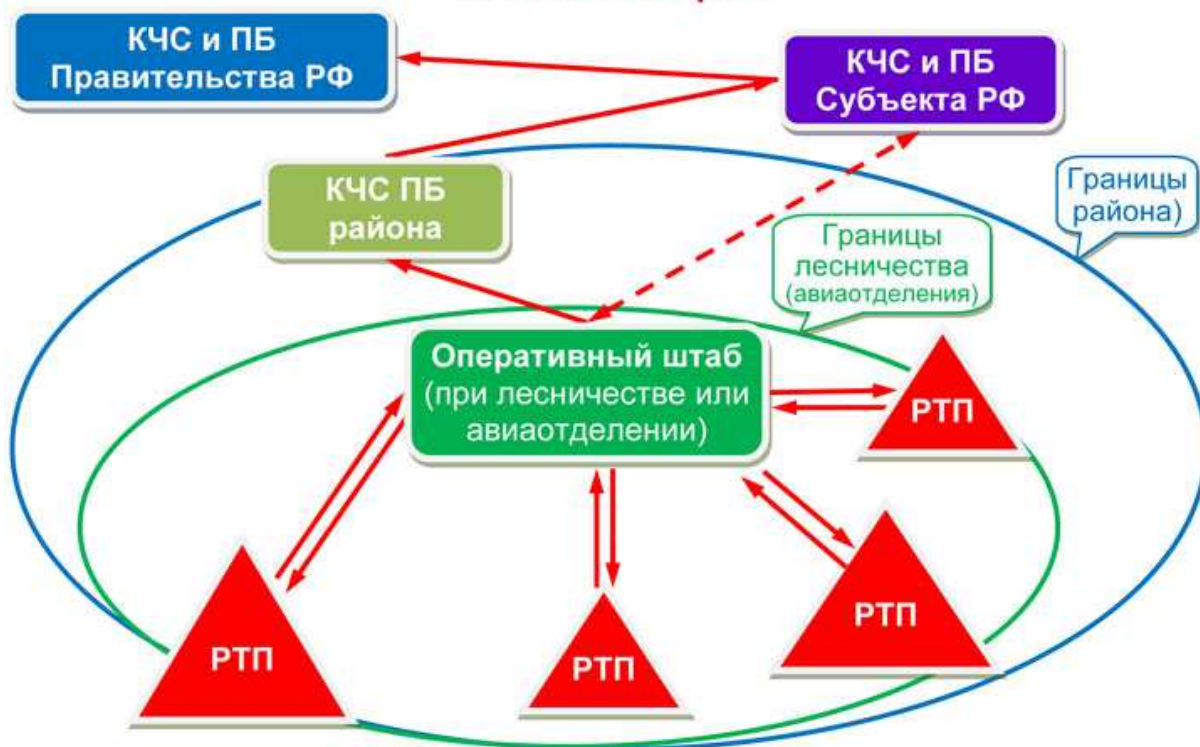 КЧС и ПБ
Правительства РФ
КЧС и ПБ
Субъекта РФ
КЧС ПБ
района
Границы
района)
Границы
лесничества
(авиаотделения)
Оперативный штаб
(при лесничестве или
авиаотделении)
РТП
РТП
РТП
РТП